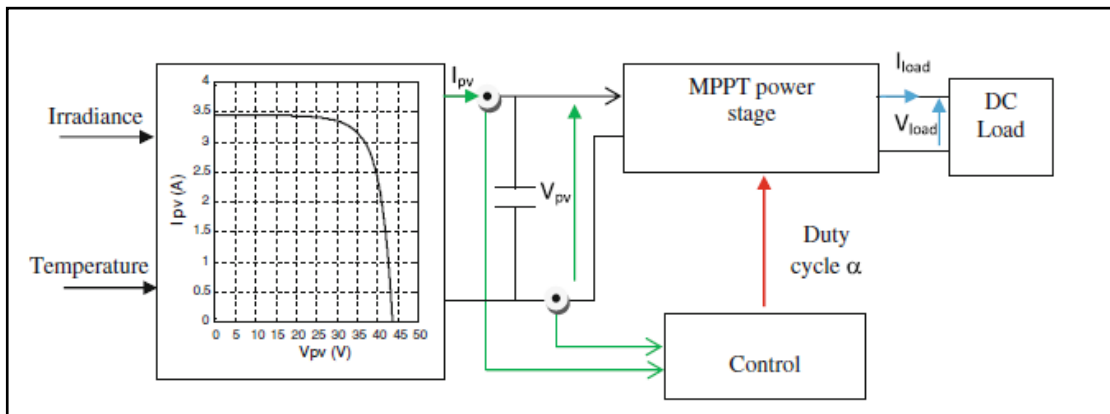 Irradiance
Temperature
4
3.5
3
2.5
2
1.5
1
0.5
0
Ipv (A)
0 5 10 15 20 25 30 35 40 45 50
Vpv (V)
Ipv
Vpv
MPPT power
stage
Iload
Vload
DC
Load
Duty
cycle α
Control